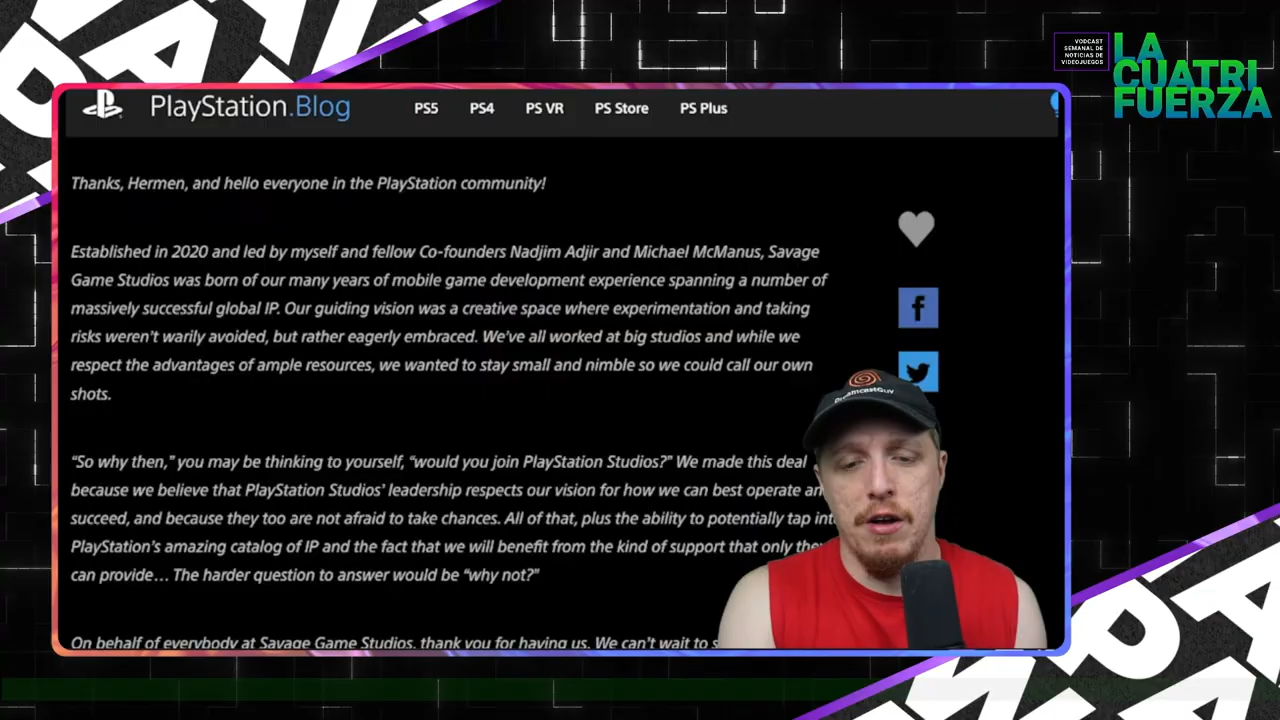 VODCAST
SEMANAL DE
NOTICIAS DE
VIDEOJUEGOS
LA
CUATRI
FUERZA
PlayStation.Blog PS5 PS4 PS VR PS Store PS Plus
Thanks, Hermen, and hello everyone in the PlayStation community!
Established in 2020 and led by myself and fellow Co-founders Nadjim Adjir and Michael McManus, Savage
Game Studios was born of our many years of mobile game development experience spanning a number of
massively successful global IP. Our guiding vision was a creative space where experimentation and taking
risks weren't warily avoided, but rather eagerly embraced. We've all worked at big studios and while we
respect the advantages of ample resources, we wanted to stay small and nimble so we could call our own
shots.
“So why then,” you may be thinking to yourself, “would you join PlayStation Studios?” We made this deal
because we believe that PlayStation Studios' leadership respects our vision for how we can best operate an
succeed, and because they too are not afraid to take chances. All of that, plus the ability to potentially tap
PlayStation's amazing catalog of IP and the fact that we will benefit from the kind of support that only
can provide… The harder question to answer would be “why not?”
On behalf of everybody at Savage Game Studios, thank you for having us. We can't wait to
DreamcastGuy